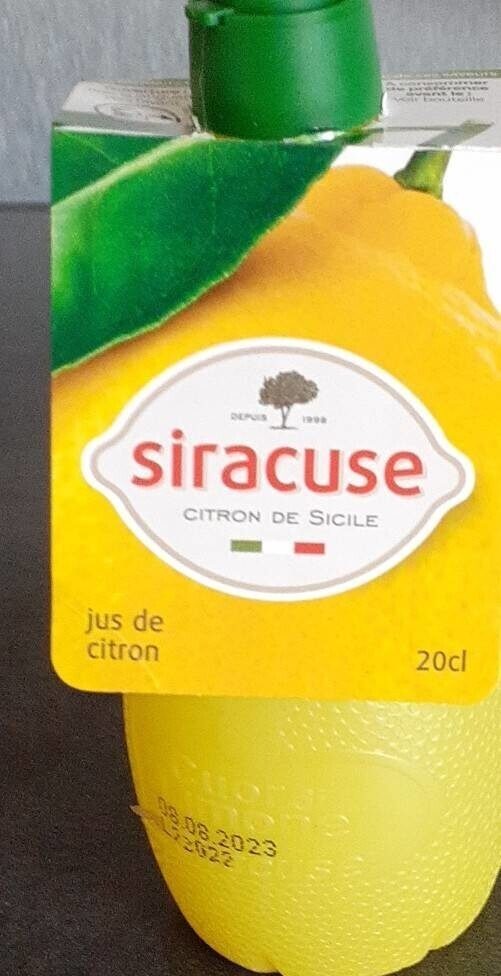 à consommer
de préférence
avant le :
Voir bouteille
DEPUIS 1998
siracuse
CITRON DE SICILE
jus de
citron
20cl
08.08.2023